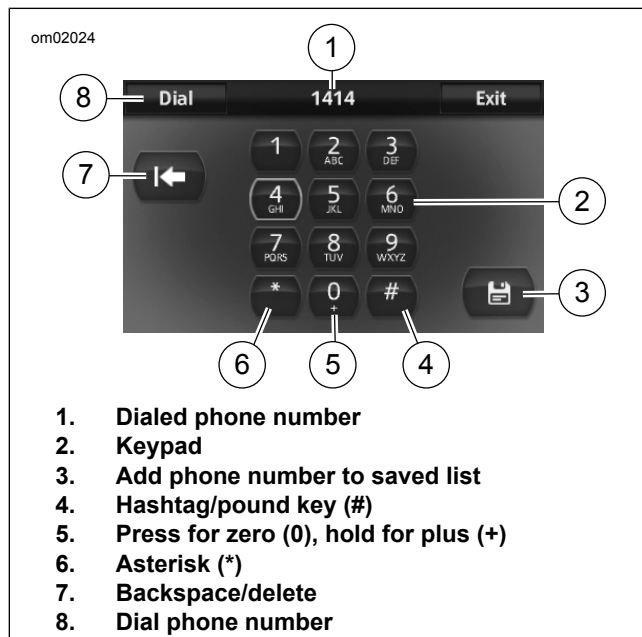 om02024
1
8 Dial 1414 Exit
1 2 3
ABC DEF
7
4 5 6 2
GHI JKL MNO
7 8 9
PQRS TUV WXYZ
* 0 # 3
+
6 5 4
1. Dialed phone number
2. Keypad
3. Add phone number to saved list
4. Hashtag/pound key (#)
5. Press for zero (0), hold for plus (+)
6. Asterisk (*)
7. Backspace/delete
8. Dial phone number